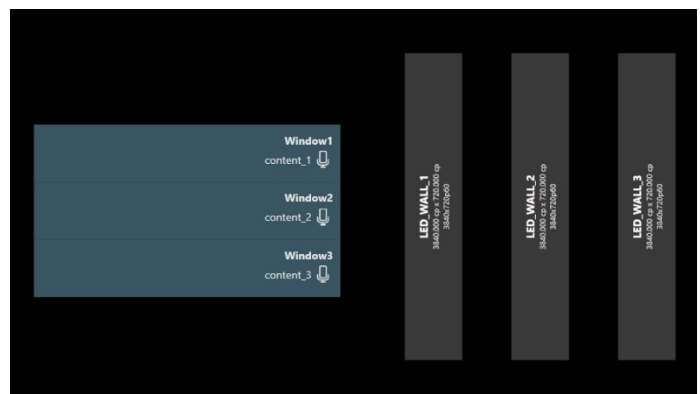 Window1
content_1
Window2
content_2
Window3
content_3
LED_WALL_1
3840.000 cp x 720.000 cp
3840x720p60
LED_WALL_2
3840.000 cp x 720.000 cp
3840x720p60
LED_WALL_3
3840.000 cp x 720.000 cp
3840x720p60